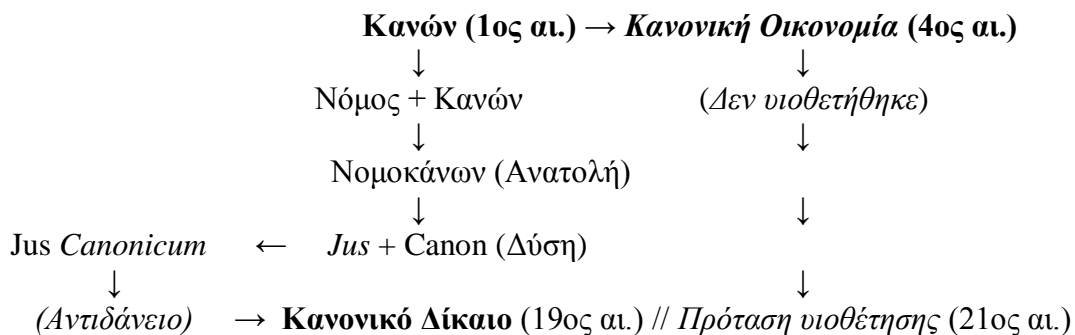 Κανών (1ος αι.) → Κανονική Οικονομία (4ος αι.)
↓ ↓
Νόμος + Κανών (Δεν υιοθετήθηκε)
↓ ↓
Νομοκάνων (Ανατολή)
↓ ↓
Jus Canonicum ← Jus + Canon (Δύση)
↓ ↓
(Αντιδάνειο) → Κανονικό Δίκαιο (19ος αι.) // Πρόταση υιοθέτησης (21ος αι.)